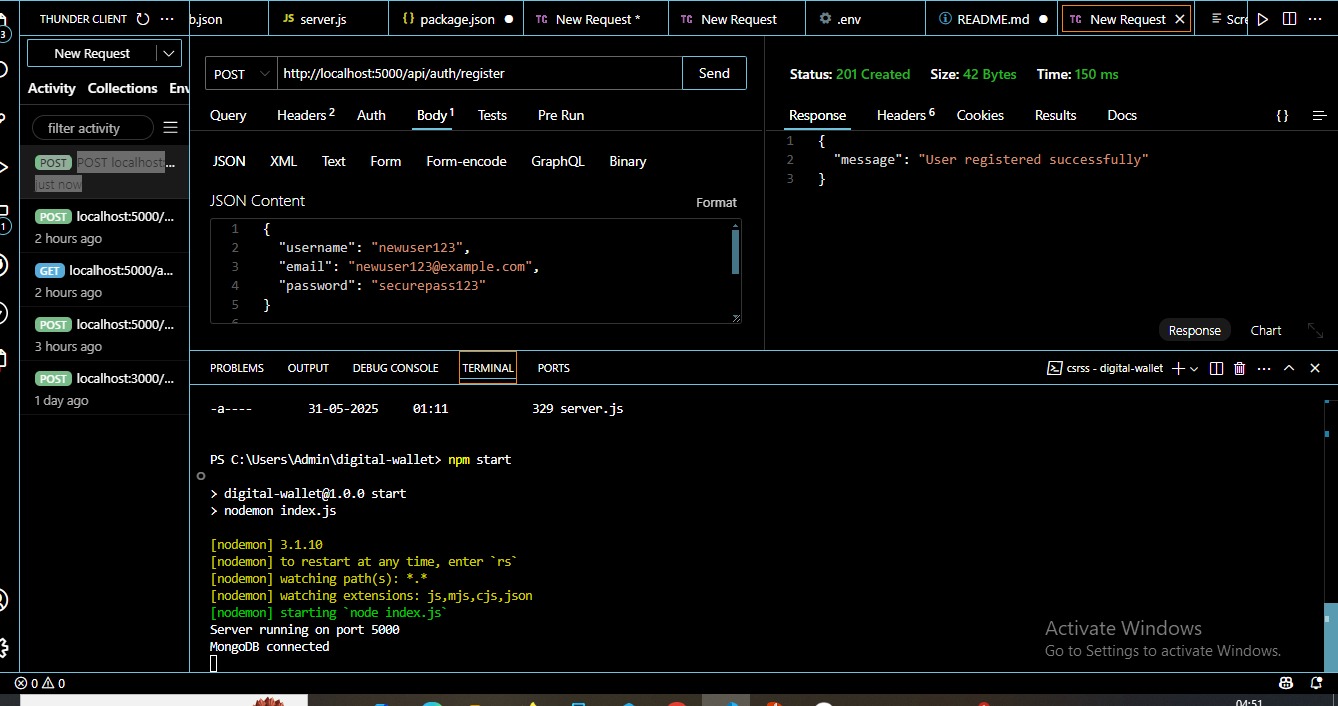 THUNDER CLIENT
b.json
JS server.js
{} package.json
TC New Request *
TC New Request
.env
README.md
TC New Request
Scre
3
New Request
Activity Collections Env
filter activity
POST POST localhost:...
just now
POST localhost:5000/...
2 hours ago
GET localhost:5000/a...
2 hours ago
POST localhost:5000/...
3 hours ago
POST localhost:3000/...
1 day ago
1
POST http://localhost:5000/api/auth/register Send
Query Headers 2 Auth Body 1 Tests Pre Run
JSON XML Text Form Form-encode GraphQL Binary
JSON Content
Format
1 {
2 "username": "newuser123",
3 "email": "newuser123@example.com",
4 "password": "securepass123"
5 }
6
Status: 201 Created Size: 42 Bytes Time: 150 ms
Response Headers 6 Cookies Results Docs {}
1 {
2 "message": "User registered successfully"
3 }
Response Chart
PROBLEMS OUTPUT DEBUG CONSOLE TERMINAL PORTS
csrss - digital-wallet
-a---- 31-05-2025 01:11 329 server.js
PS C:\Users\Admin\digital-wallet> npm start
> digital-wallet@1.0.0 start
> nodemon index.js
[nodemon] 3.1.10
[nodemon] to restart at any time, enter `rs`
[nodemon] watching path(s): *.*
[nodemon] watching extensions: js,mjs,cjs,json
[nodemon] starting `node index.js`
Server running on port 5000
MongoDB connected
Activate Windows
Go to Settings to activate Windows.
0 0
04:51